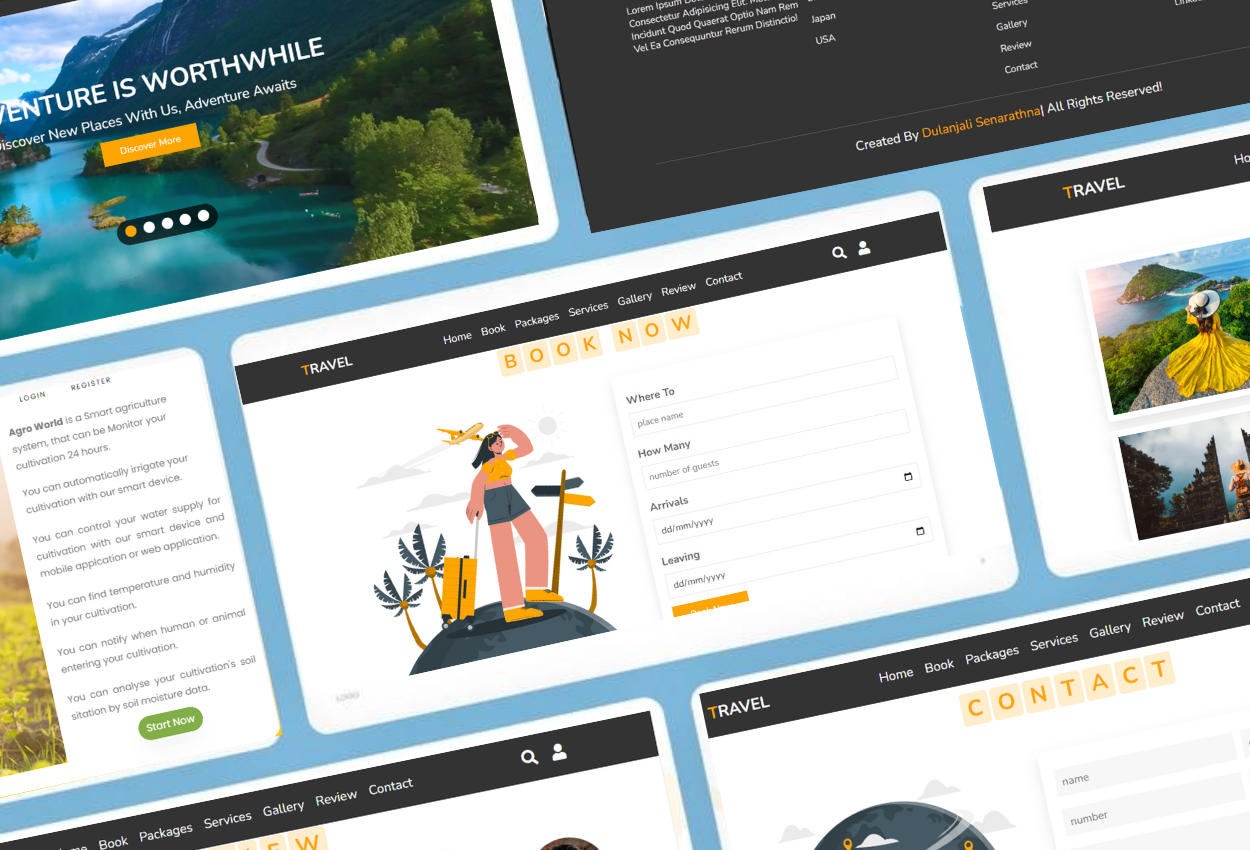 VENTURE IS WORTHWHILE
Discover New Places With Us, Adventure Awaits
Discover More
Lorem Ipsum
Consectetur Adipisicing Elit.
Incidunt Quod Quaerat Optio Nam Rem
Vel Ea Consequuntur Rerum Distinctio!
Japan
USA
Services
Gallery
Review
Contact
Created By Dulanjali Senarathna| All Rights Reserved!
TRAVEL
LOGIN REGISTER
Agro World is a Smart agriculture
system, that can be Monitor your
cultivation 24 hours.
You can automatically irrigate your
cultivation with our smart device.
You can control your water supply for
cultivation with our smart device and
mobile appication or web application.
You can find temperature and humidity
in your cultivation.
You can notify when human or animal
entering your cultivation.
You can analyse your cultivation's soil
sitation by soil moisture data.
Start Now
TRAVEL
Home Book Packages Services Gallery Review Contact
BOOK NOW
Where To
place name
How Many
number of guests
Arrivals
dd/mm/yyyy
Leaving
dd/mm/yyyy
Book Now
Book Packages Services Gallery Review Contact
EW
TRAVEL
Home Book Packages Services Gallery Review Contact
CONTACT
name
number